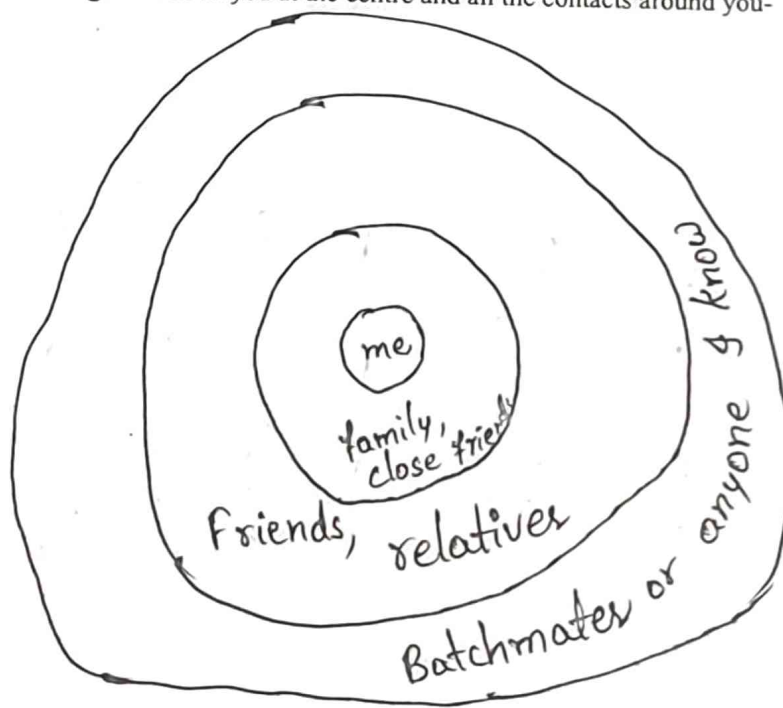 you at the centre and all the contacts around you-
me
family,
close friends
Friends, relatives
Batchmates or anyone I know